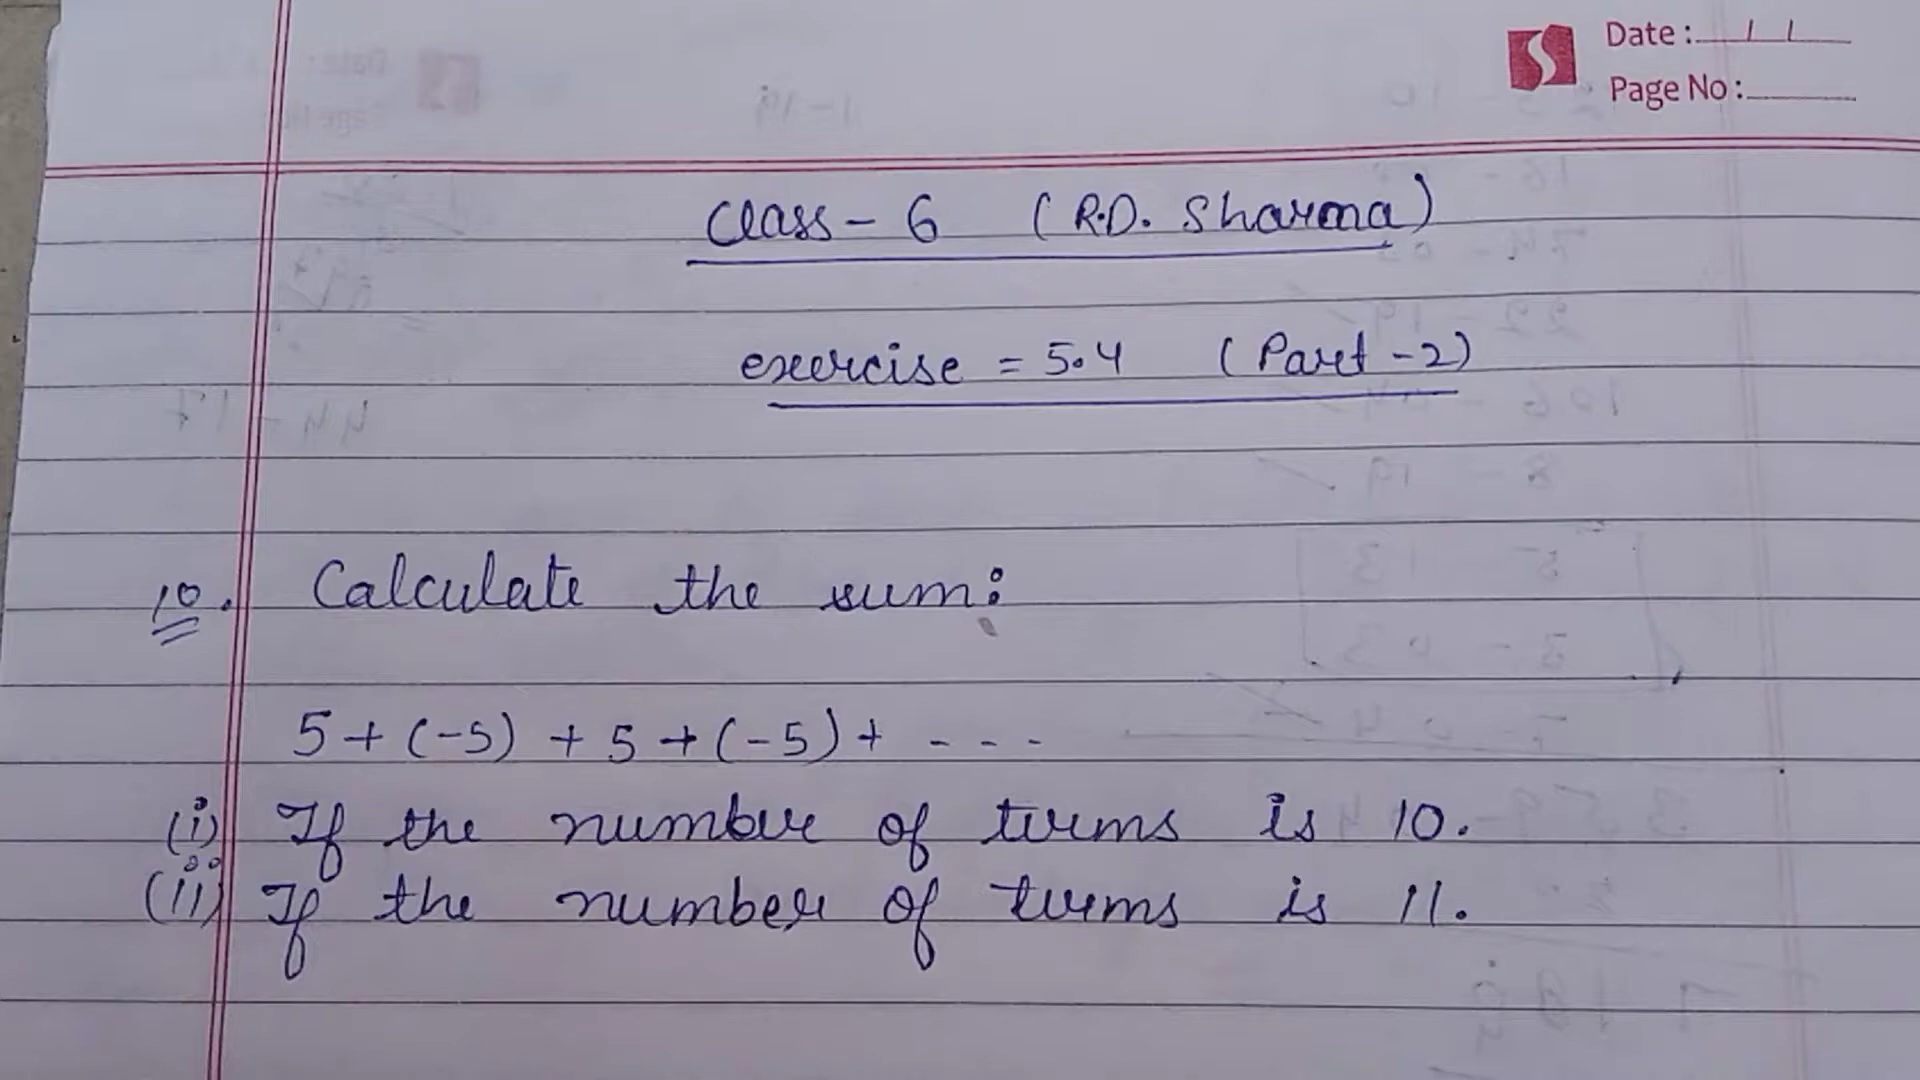 Date: / /
Page No:
Class - 6 (R.D. Sharma)
exercise = 5.4 (Part - 2)
10. Calculate the sum:
5 + (-5) + 5 + (-5) + - - -
(i) If the number of terms is 10.
(ii) If the number of terms is 11.